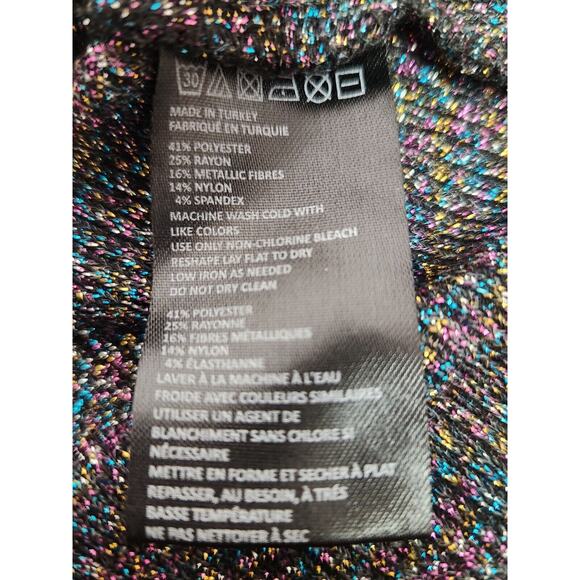 30
MADE IN TURKEY
FABRIQUÉ EN TURQUIE
41% POLYESTER
25% RAYON
16% METALLIC FIBRES
14% NYLON
4% SPANDEX
MACHINE WASH COLD WITH
LIKE COLORS
USE ONLY NON-CHLORINE BLEACH
RESHAPE LAY FLAT TO DRY
LOW IRON AS NEEDED
DO NOT DRY CLEAN
41% POLYESTER
25% RAYONNE
16% FIBRES MÉTALLIQUES
14% NYLON
4% ÉLASTHANNE
LAVER À LA MACHINE À L'EAU
FROIDE AVEC COULEURS SIMILAIRES
UTILISER UN AGENT DE
BLANCHIMENT SANS CHLORE SI
NÉCESSAIRE
METTRE EN FORME ET SECHER À PLAT
REPASSER, AU BESOIN, À TRÉS
BASSE TEMPÉRATURE
NE PAS NETTOYER À SEC